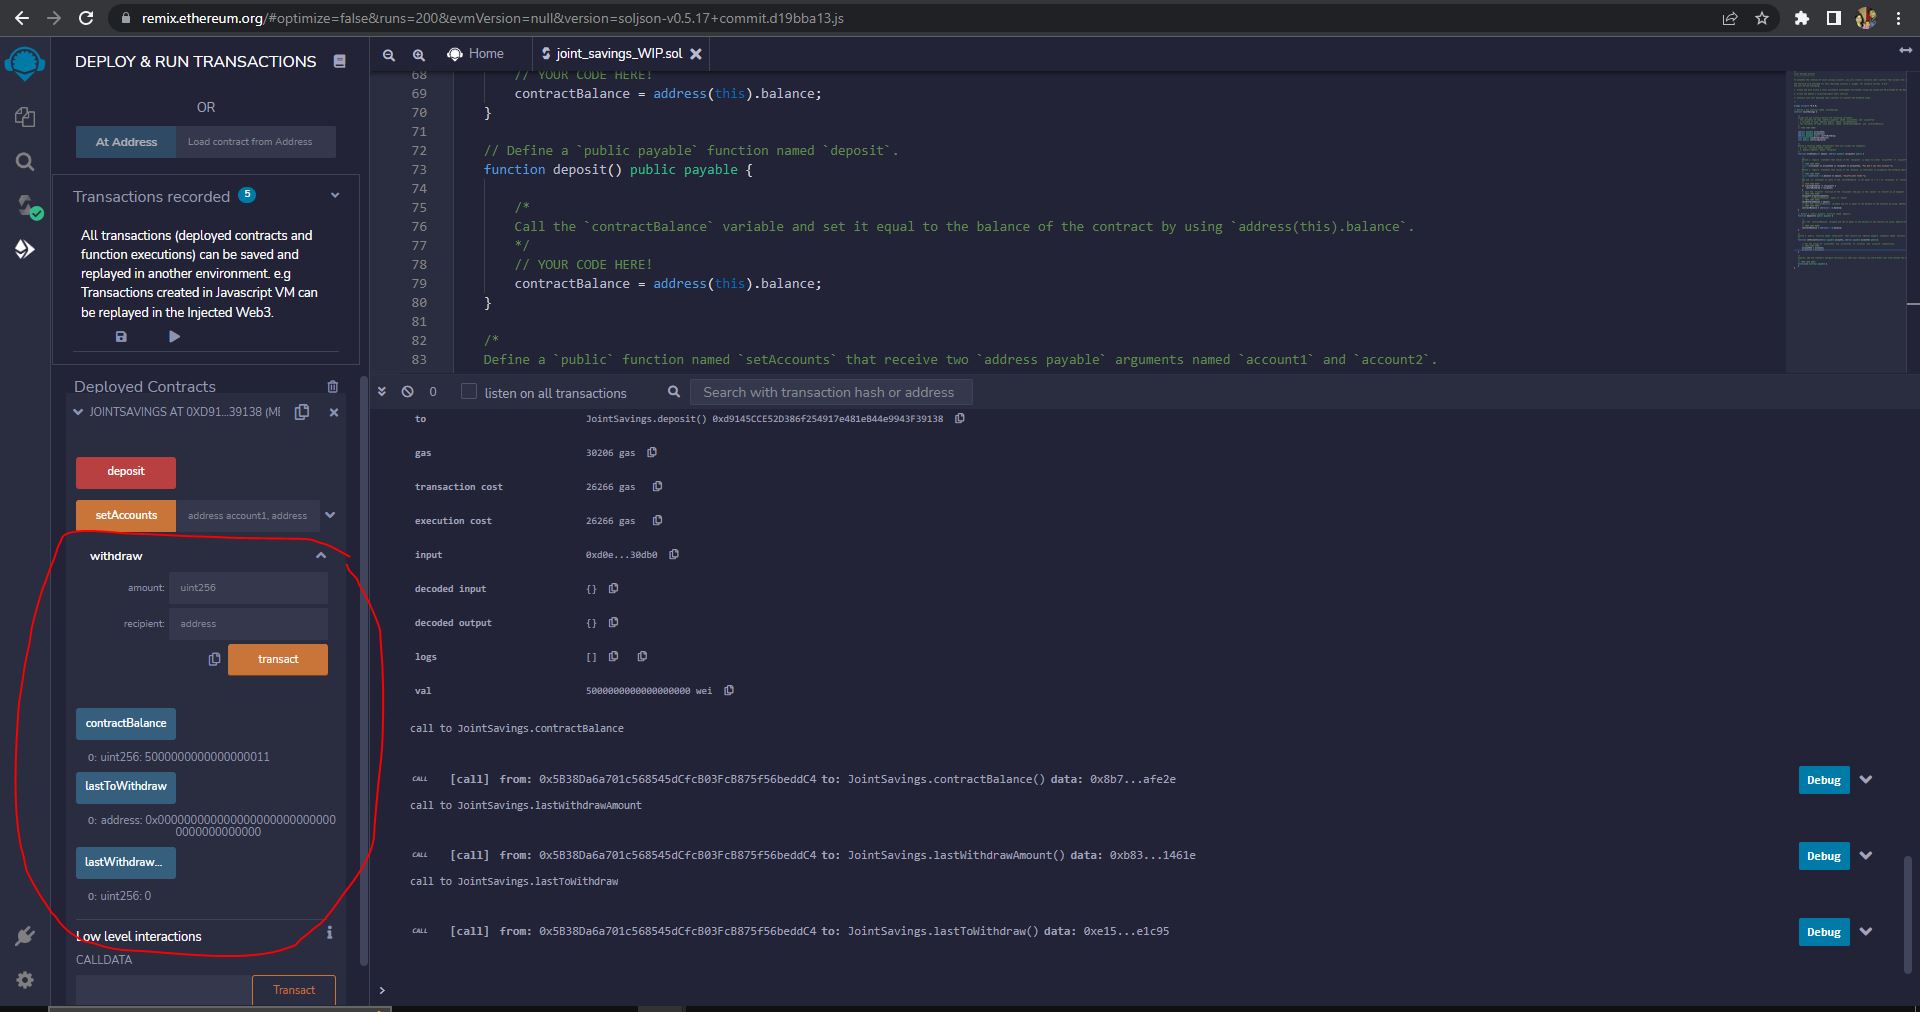 remix.ethereum.org/#optimize=false&runs=200&evmVersion=null&version=soljson-v0.5.17+commit.d19bba13.js
DEPLOY & RUN TRANSACTIONS
OR
At Address
Load contract from Address
Transactions recorded 5
All transactions (deployed contracts and
function executions) can be saved and
replayed in another environment. e.g
Transactions created in Javascript VM can
be replayed in the Injected Web3.
Deployed Contracts
JOINTSAVINGS AT 0XD91...39138 (ME
deposit
setAccounts
address account1, address
withdraw
amount:
uint256
recipient:
address
transact
contractBalance
0: uint256: 5000000000000000011
lastToWithdraw
0: address: 0x00000000000000000000000000
00000000000000
lastWithdraw...
0: uint256: 0
Low level interactions
i
CALLDATA
Transact
Home
joint_savings_WIP.sol
68 // YOUR CODE HERE!
69 contractBalance = address(this).balance;
70 }
71
72 // Define a `public payable` function named `deposit`.
73 function deposit() public payable {
74
75 /*
76 Call the `contractBalance` variable and set it equal to the balance of the contract by using `address(this).balance`.
77 */
78 // YOUR CODE HERE!
79 contractBalance = address(this).balance;
80 }
81
82 /*
83 Define a `public` function named `setAccounts` that receive two `address payable` arguments named `account1` and `account2`.
0
listen on all transactions
Search with transaction hash or address
to JointSavings.deposit() 0xd9145CCE52D386f254917e481eB44e9943F39138
gas 30206 gas
transaction cost 26266 gas
execution cost 26266 gas
input 0xd0e...30db0
decoded input {}
decoded output {}
logs []
val 5000000000000000000 wei
call to JointSavings.contractBalance
CALL [call] from: 0x5B38Da6a701c568545dCfcB03FcB875f56beddC4 to: JointSavings.contractBalance() data: 0x8b7...afe2e
Debug
call to JointSavings.lastWithdrawAmount
CALL [call] from: 0x5B38Da6a701c568545dCfcB03FcB875f56beddC4 to: JointSavings.lastWithdrawAmount() data: 0xb83...1461e
Debug
call to JointSavings.lastToWithdraw
CALL [call] from: 0x5B38Da6a701c568545dCfcB03FcB875f56beddC4 to: JointSavings.lastToWithdraw() data: 0xe15...e1c95
Debug
>